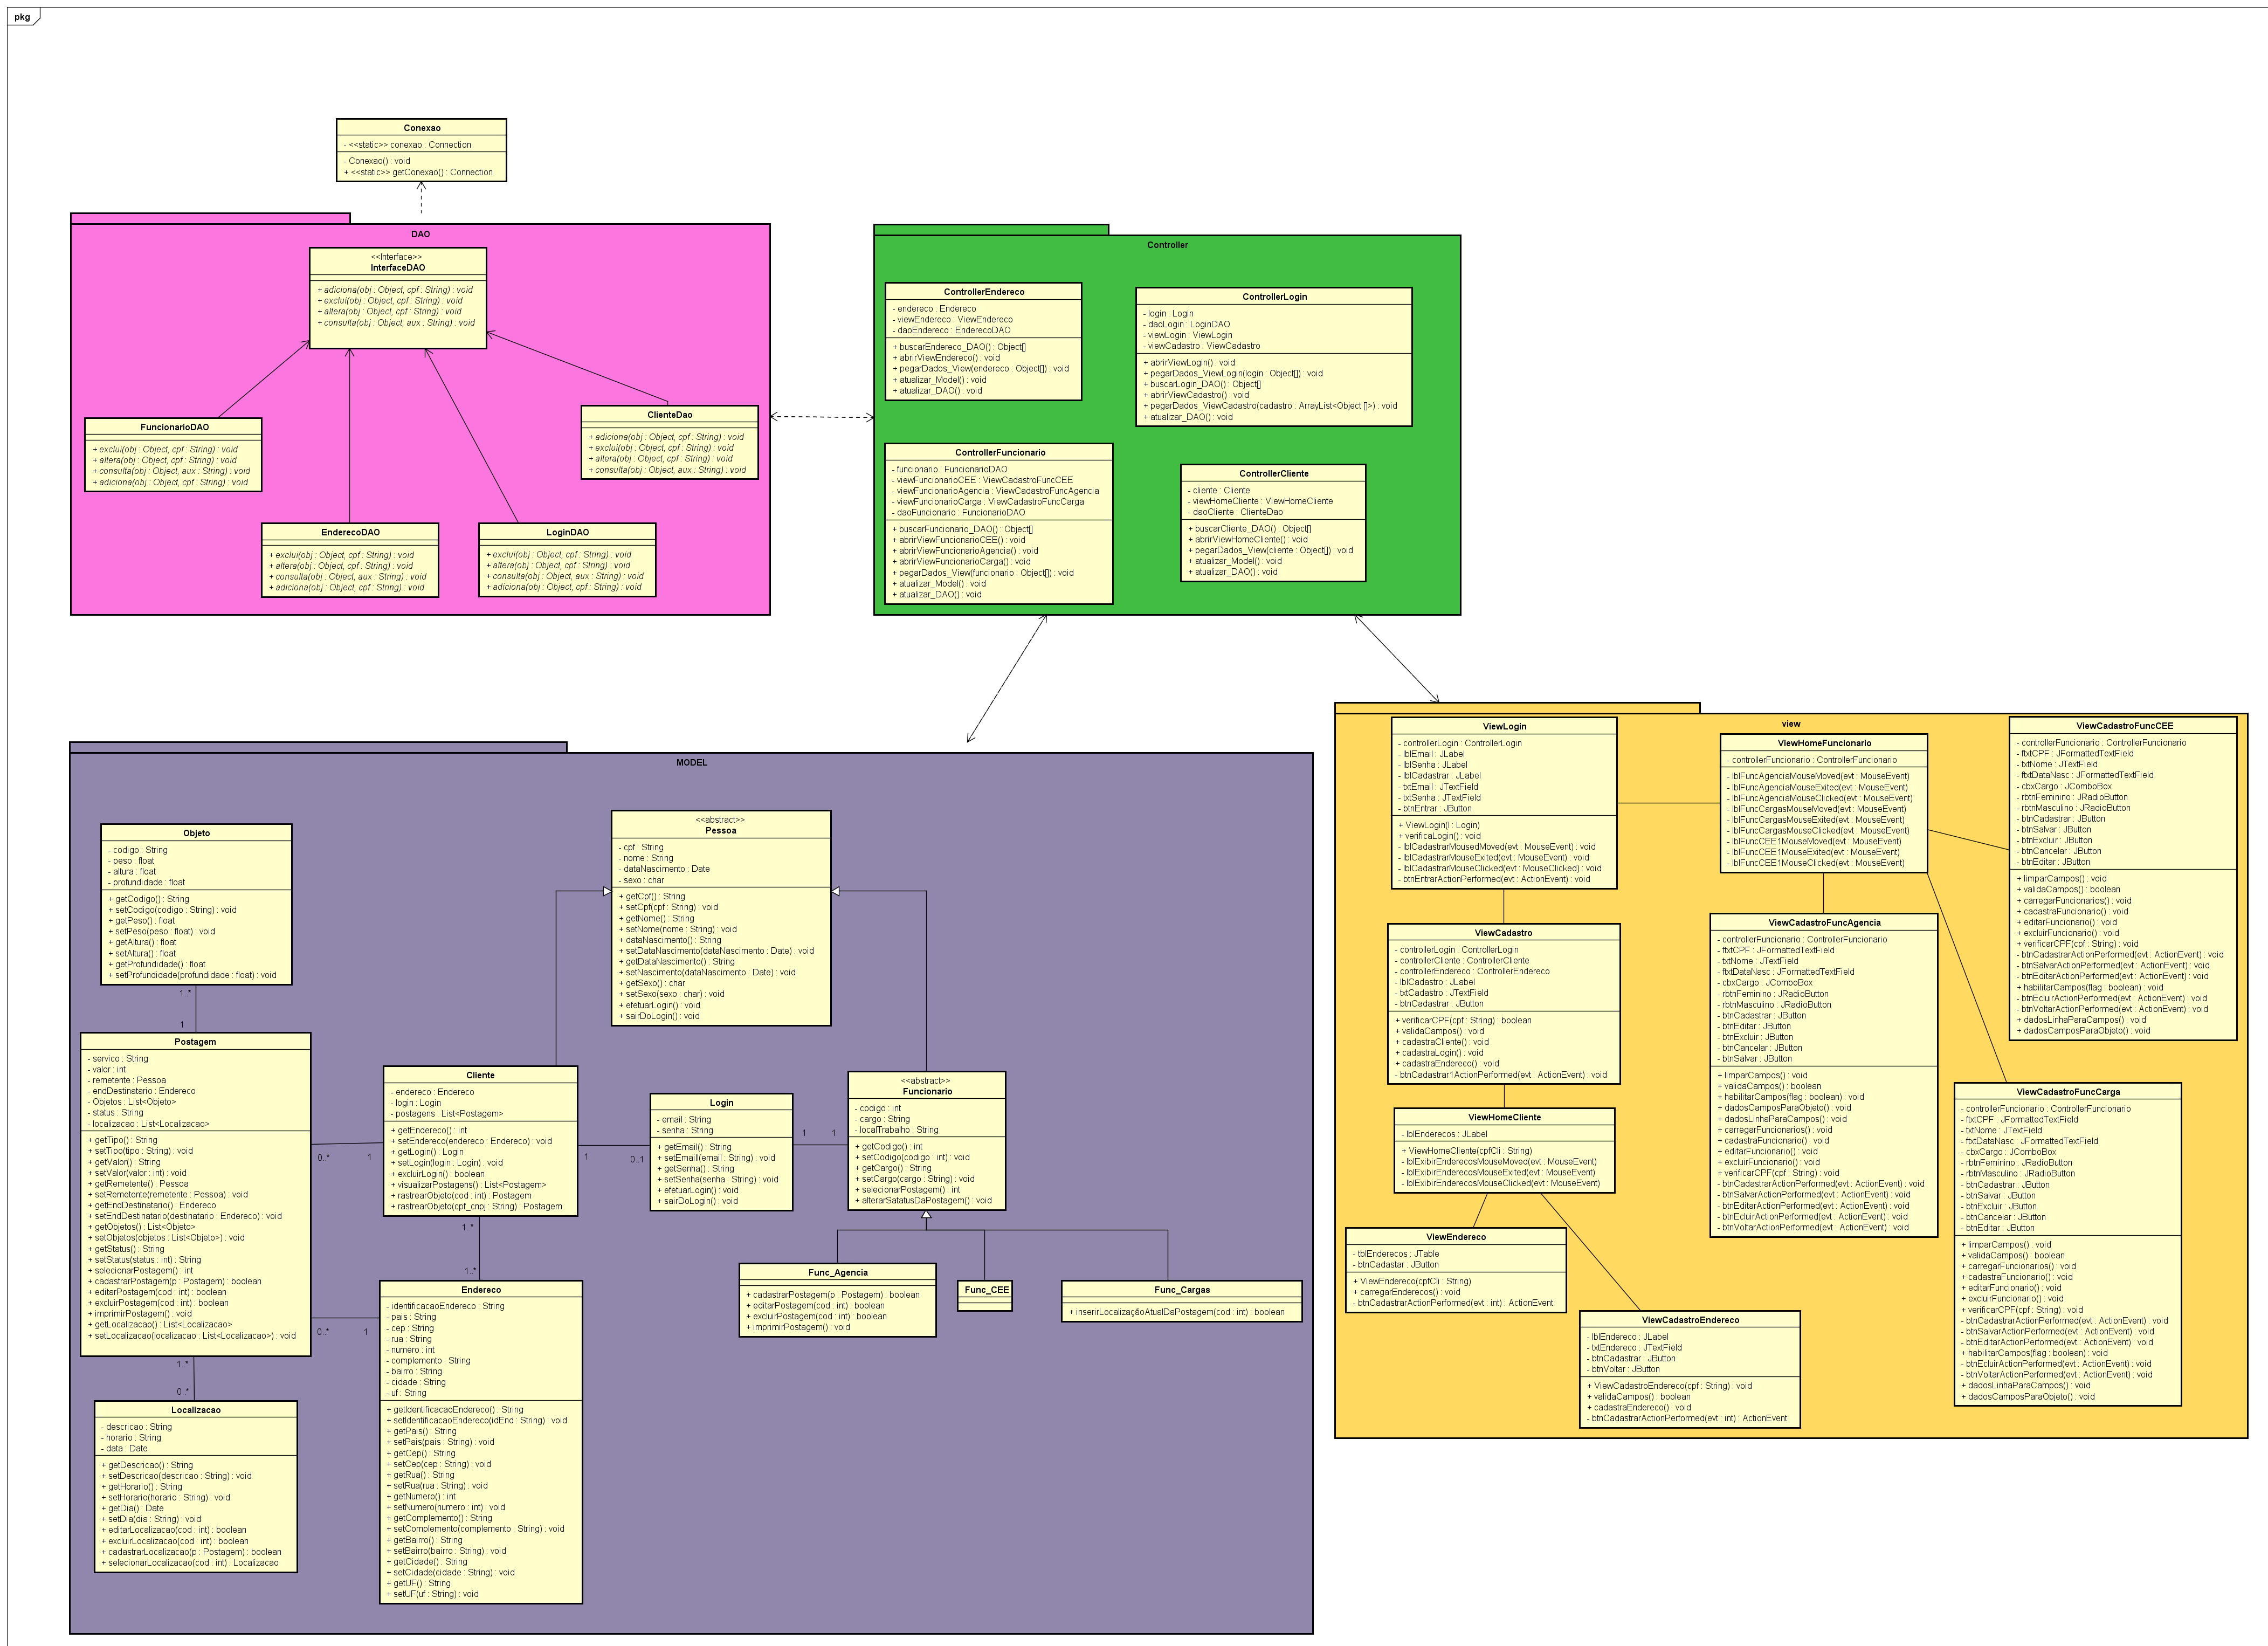 pkg
Conexao
- <<static>> conexao : Connection
- Conexao() : void
+ <<static>> getConexao() : Connection
DAO
<<Interface>>
InterfaceDAO
+ adiciona(obj : Object, cpf : String) : void
+ exclui(obj : Object, cpf : String) : void
+ altera(obj : Object, cpf : String) : void
+ consulta(obj : Object, aux : String) : void
FuncionarioDAO
+ exclui(obj : Object, cpf : String) : void
+ altera(obj : Object, cpf : String) : void
+ consulta(obj : Object, aux : String) : void
+ adiciona(obj : Object, cpf : String) : void
ClienteDao
+ adiciona(obj : Object, cpf : String) : void
+ exclui(obj : Object, cpf : String) : void
+ altera(obj : Object, cpf : String) : void
+ consulta(obj : Object, aux : String) : void
EnderecoDAO
+ exclui(obj : Object, cpf : String) : void
+ altera(obj : Object, cpf : String) : void
+ consulta(obj : Object, aux : String) : void
+ adiciona(obj : Object, cpf : String) : void
LoginDAO
+ exclui(obj : Object, cpf : String) : void
+ altera(obj : Object, cpf : String) : void
+ consulta(obj : Object, aux : String) : void
+ adiciona(obj : Object, cpf : String) : void
Controller
ControllerEndereco
- endereco : Endereco
- viewEndereco : ViewEndereco
- daoEndereco : EnderecoDAO
+ buscarEndereco_DAO() : Object[]
+ abrirViewEndereco() : void
+ pegarDados_View(endereco : Object[]) : void
+ atualizar_Model() : void
+ atualizar_DAO() : void
ControllerLogin
- login : Login
- daoLogin : LoginDAO
- viewLogin : ViewLogin
- viewCadastro : ViewCadastro
+ abrirViewLogin() : void
+ pegarDados_ViewLogin(login : Object[]) : void
+ buscarLogin_DAO() : Object[]
+ abrirViewCadastro() : void
+ pegarDados_ViewCadastro(cadastro : ArrayList<Object []>) : void
+ atualizar_DAO() : void
ControllerFuncionario
- funcionario : FuncionarioDAO
- viewFuncionarioCEE : ViewCadastroFuncCEE
- viewFuncionarioAgencia : ViewCadastroFuncAgencia
- viewFuncionarioCarga : ViewCadastroFuncCarga
- daoFuncionario : FuncionarioDAO
+ buscarFuncionario_DAO() : Object[]
+ abrirViewFuncionarioCEE() : void
+ abrirViewFuncionarioAgencia() : void
+ abrirViewFuncionarioCarga() : void
+ pegarDados_View(funcionario : Object[]) : void
+ atualizar_Model() : void
+ atualizar_DAO() : void
ControllerCliente
- cliente : Cliente
- viewHomeCliente : ViewHomeCliente
- daoCliente : ClienteDao
+ buscarCliente_DAO() : Object[]
+ abrirViewHomeCliente() : void
+ pegarDados_View(cliente : Object[]) : void
+ atualizar_Model() : void
+ atualizar_DAO() : void
MODEL
Objeto
- codigo : String
- peso : float
- altura : float
- profundidade : float
+ getCodigo() : String
+ setCodigo(codigo : String) : void
+ getPeso() : float
+ setPeso(peso : float) : void
+ getAltura() : float
+ setAltura() : float
+ getProfundidade() : float
+ setProfundidade(profundidade : float) : void
1..*
1
Postagem
- servico : String
- valor : int
- remetente : Pessoa
- endDestinatario : Endereco
- Objetos : List<Objeto>
- status : String
- localizacao : List<Localizacao>
+ getTipo() : String
+ setTipo(tipo : String) : void
+ getValor() : String
+ setValor(valor : int) : void
+ getRemetente() : Pessoa
+ setRemetente(remetente : Pessoa) : void
+ getEndDestinatario() : Endereco
+ setEndDestinatario(destinatario : Endereco) : void
+ getObjetos() : List<Objeto>
+ setObjetos(objetos : List<Objeto>) : void
+ getStatus() : String
+ setStatus(status : int) : String
+ selecionarPostagem() : int
+ cadastrarPostagem(p : Postagem) : boolean
+ editarPostagem(cod : int) : boolean
+ excluirPostagem(cod : int) : boolean
+ imprimirPostagem() : void
+ getLocalizacao() : List<Localizacao>
+ setLocalizacao(localizacao : List<Localizacao>) : void
0..*
1
0..*
1
1..*
0..*
Localizacao
- descricao : String
- horario : String
- data : Date
+ getDescricao() : String
+ setDescricao(descricao : String) : void
+ getHorario() : String
+ setHorario(horario : String) : void
+ getDia() : Date
+ setDia(dia : String) : void
+ editarLocalizacao(cod : int) : boolean
+ excluirLocalizacao(cod : int) : boolean
+ cadastrarLocalizacao(p : Postagem) : boolean
+ selecionarLocalizacao(cod : int) : Localizacao
<<abstract>>
Pessoa
- cpf : String
- nome : String
- dataNascimento : Date
- sexo : char
+ getCpf() : String
+ setCpf(cpf : String) : void
+ getNome() : String
+ setNome(nome : String) : void
+ dataNascimento() : String
+ setDataNascimento(dataNascimento : Date) : void
+ getDataNascimento() : String
+ setNascimento(dataNascimento : Date) : void
+ getSexo() : char
+ setSexo(sexo : char) : void
+ efetuarLogin() : void
+ sairDoLogin() : void
Cliente
- endereco : Endereco
- login : Login
- postagens : List<Postagem>
+ getEndereco() : int
+ setEndereco(endereco : Endereco) : void
+ getLogin() : Login
+ setLogin(login : Login) : void
+ excluirLogin() : boolean
+ visualizarPostagens() : List<Postagem>
+ rastrearObjeto(cod : int) : Postagem
+ rastrearObjeto(cpf_cnpj : String) : Postagem
1
0..1
1..*
1..*
Login
- email : String
- senha : String
+ getEmail() : String
+ setEmaill(email : String) : void
+ getSenha() : String
+ setSenha(senha : String) : void
+ efetuarLogin() : void
+ sairDoLogin() : void
1
1
<<abstract>>
Funcionario
- codigo : int
- cargo : String
- localTrabalho : String
+ getCodigo() : int
+ setCodigo(codigo : int) : void
+ getCargo() : String
+ setCargo(cargo : String) : void
+ selecionarPostagem() : int
+ alterarSatatusDaPostagem() : void
Endereco
- identificacaoEndereco : String
- pais : String
- cep : String
- rua : String
- numero : int
- complemento : String
- bairro : String
- cidade : String
- uf : String
+ getIdentificacaoEndereco() : String
+ setIdentificacaoEndereco(idEnd : String) : void
+ getPais() : String
+ setPais(pais : String) : void
+ getCep() : String
+ setCep(cep : String) : void
+ getRua() : String
+ setRua(rua : String) : void
+ getNumero() : int
+ setNumero(numero : int) : void
+ getComplemento() : String
+ setComplemento(complemento : String) : void
+ getBairro() : String
+ setBairro(bairro : String) : void
+ getCidade() : String
+ setCidade(cidade : String) : void
+ getUF() : String
+ setUF(uf : String) : void
Func_Agencia
+ cadastrarPostagem(p : Postagem) : boolean
+ editarPostagem(cod : int) : boolean
+ excluirPostagem(cod : int) : boolean
+ imprimirPostagem() : void
Func_CEE
Func_Cargas
+ inserirLocalizaçãoAtualDaPostagem(cod : int) : boolean
view
ViewLogin
- controllerLogin : ControllerLogin
- lblEmail : JLabel
- lblSenha : JLabel
- lblCadastrar : JLabel
- txtEmail : JTextField
- txtSenha : JTextField
- btnEntrar : JButton
+ ViewLogin(l : Login)
+ verificaLogin() : void
- lblCadastrarMousedMoved(evt : MouseEvent) : void
- lblCadastrarMouseExited(evt : MouseEvent) : void
- lblCadastrarMouseClicked(evt : MouseClicked) : void
- btnEntrarActionPerformed(evt : ActionEvent) : void
ViewHomeFuncionario
- controllerFuncionario : ControllerFuncionario
- lblFuncAgenciaMouseMoved(evt : MouseEvent)
- lblFuncAgenciaMouseExited(evt : MouseEvent)
- lblFuncAgenciaMouseClicked(evt : MouseEvent)
- lblFuncCargasMouseMoved(evt : MouseEvent)
- lblFuncCargasMouseExited(evt : MouseEvent)
- lblFuncCargasMouseClicked(evt : MouseEvent)
- lblFuncCEE1MouseMoved(evt : MouseEvent)
- lblFuncCEE1MouseExited(evt : MouseEvent)
- lblFuncCEE1MouseClicked(evt : MouseEvent)
ViewCadastroFuncCEE
- controllerFuncionario : ControllerFuncionario
- ftxtCPF : JFormattedTextField
- txtNome : JTextField
- ftxtDataNasc : JFormattedTextField
- cbxCargo : JComboBox
- rbtnFeminino : JRadioButton
- rbtnMasculino : JRadioButton
- btnCadastrar : JButton
- btnSalvar : JButton
- btnExcluir : JButton
- btnCancelar : JButton
- btnEditar : JButton
+ limparCampos() : void
+ validaCampos() : boolean
+ carregarFuncionarios() : void
+ cadastraFuncionario() : void
+ editarFuncionario() : void
+ excluirFuncionario() : void
+ verificarCPF(cpf : String) : void
- btnCadastrarActionPerformed(evt : ActionEvent) : void
- btnSalvarActionPerformed(evt : ActionEvent) : void
- btnEditarActionPerformed(evt : ActionEvent) : void
+ habilitarCampos(flag : boolean) : void
- btnEcluirActionPerformed(evt : ActionEvent) : void
- btnVoltarActionPerformed(evt : ActionEvent) : void
+ dadosLinhaParaCampos() : void
+ dadosCamposParaObjeto() : void
ViewCadastro
- controllerLogin : ControllerLogin
- controllerCliente : ControllerCliente
- controllerEndereco : ControllerEndereco
- lblCadastro : JLabel
- txtCadastro : JTextField
- btnCadastrar : JButton
+ verificarCPF(cpf : String) : boolean
+ validaCampos() : void
+ cadastraCliente() : void
+ cadastraLogin() : void
+ cadastraEndereco() : void
- btnCadastrar1ActionPerformed(evt : ActionEvent) : void
ViewCadastroFuncAgencia
- controllerFuncionario : ControllerFuncionario
- ftxtCPF : JFormattedTextField
- txtNome : JTextField
- ftxtDataNasc : JFormattedTextField
- cbxCargo : JComboBox
- rbtnFeminino : JRadioButton
- rbtnMasculino : JRadioButton
- btnCadastrar : JButton
- btnEditar : JButton
- btnExcluir : JButton
- btnCancelar : JButton
- btnSalvar : JButton
+ limparCampos() : void
+ validaCampos() : boolean
+ habilitarCampos(flag : boolean) : void
+ dadosCamposParaObjeto() : void
+ dadosLinhaParaCampos() : void
+ carregarFuncionarios() : void
+ cadastraFuncionario() : void
+ editarFuncionario() : void
+ excluirFuncionario() : void
+ verificarCPF(cpf : String) : void
- btnCadastrarActionPerformed(evt : ActionEvent) : void
- btnSalvarActionPerformed(evt : ActionEvent) : void
- btnEditarActionPerformed(evt : ActionEvent) : void
- btnEcluirActionPerformed(evt : ActionEvent) : void
- btnVoltarActionPerformed(evt : ActionEvent) : void
ViewCadastroFuncCarga
- controllerFuncionario : ControllerFuncionario
- ftxtCPF : JFormattedTextField
- txtNome : JTextField
- ftxtDataNasc : JFormattedTextField
- cbxCargo : JComboBox
- rbtnFeminino : JRadioButton
- rbtnMasculino : JRadioButton
- btnCadastrar : JButton
- btnSalvar : JButton
- btnExcluir : JButton
- btnCancelar : JButton
- btnEditar : JButton
+ limparCampos() : void
+ validaCampos() : boolean
+ carregarFuncionarios() : void
+ cadastraFuncionario() : void
+ editarFuncionario() : void
+ excluirFuncionario() : void
+ verificarCPF(cpf : String) : void
- btnCadastrarActionPerformed(evt : ActionEvent) : void
- btnSalvarActionPerformed(evt : ActionEvent) : void
- btnEditarActionPerformed(evt : ActionEvent) : void
+ habilitarCampos(flag : boolean) : void
- btnEcluirActionPerformed(evt : ActionEvent) : void
- btnVoltarActionPerformed(evt : ActionEvent) : void
+ dadosLinhaParaCampos() : void
+ dadosCamposParaObjeto() : void
ViewHomeCliente
- lblEnderecos : JLabel
+ ViewHomeCliente(cpfCli : String)
- lblExibirEnderecosMouseMoved(evt : MouseEvent)
- lblExibirEnderecosMouseExited(evt : MouseEvent)
- lblExibirEnderecosMouseClicked(evt : MouseEvent)
ViewEndereco
- tblEnderecos : JTable
- btnCadastar : JButton
+ ViewEndereco(cpfCli : String)
+ carregarEnderecos() : void
- btnCadastrarActionPerformed(evt : int) : ActionEvent
ViewCadastroEndereco
- lblEndereco : JLabel
- txtEndereco : JTextField
- btnCadastrar : JButton
- btnVoltar : JButton
+ ViewCadastroEndereco(cpf : String) : void
+ validaCampos() : boolean
+ cadastraEndereco() : void
- btnCadastrarActionPerformed(evt : int) : ActionEvent